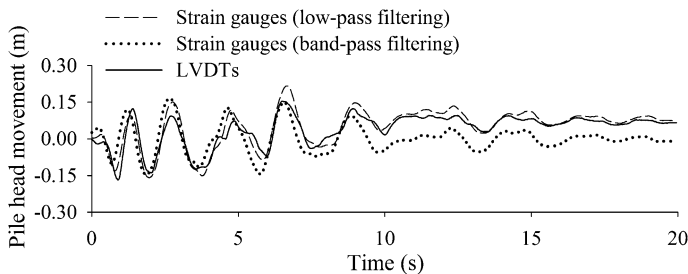 Strain gauges (low-pass filtering)
Strain gauges (band-pass filtering)
LVDTs
Pile head movement (m)
0.30
0.15
0.00
-0.15
-0.30
0 5 10 15 20
Time (s)